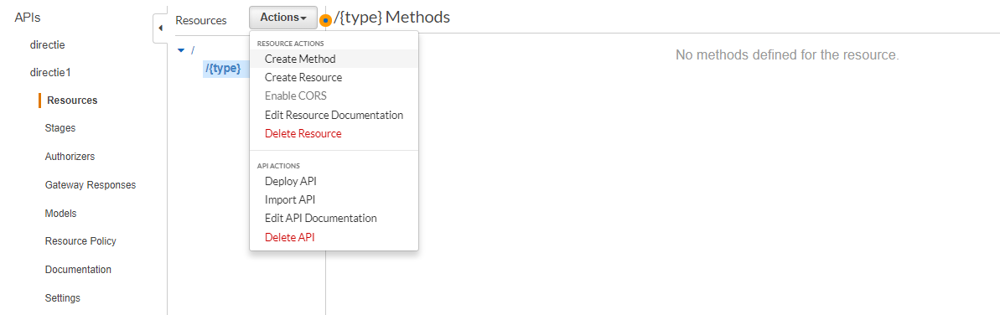 APIs
directie
directie1
Resources
Stages
Authorizers
Gateway Responses
Models
Resource Policy
Documentation
Settings
Resources
Actions
/
/{type}
RESOURCE ACTIONS
Create Method
Create Resource
Enable CORS
Edit Resource Documentation
Delete Resource
API ACTIONS
Deploy API
Import API
Edit API Documentation
Delete API
/{type} Methods
No methods defined for the resource.